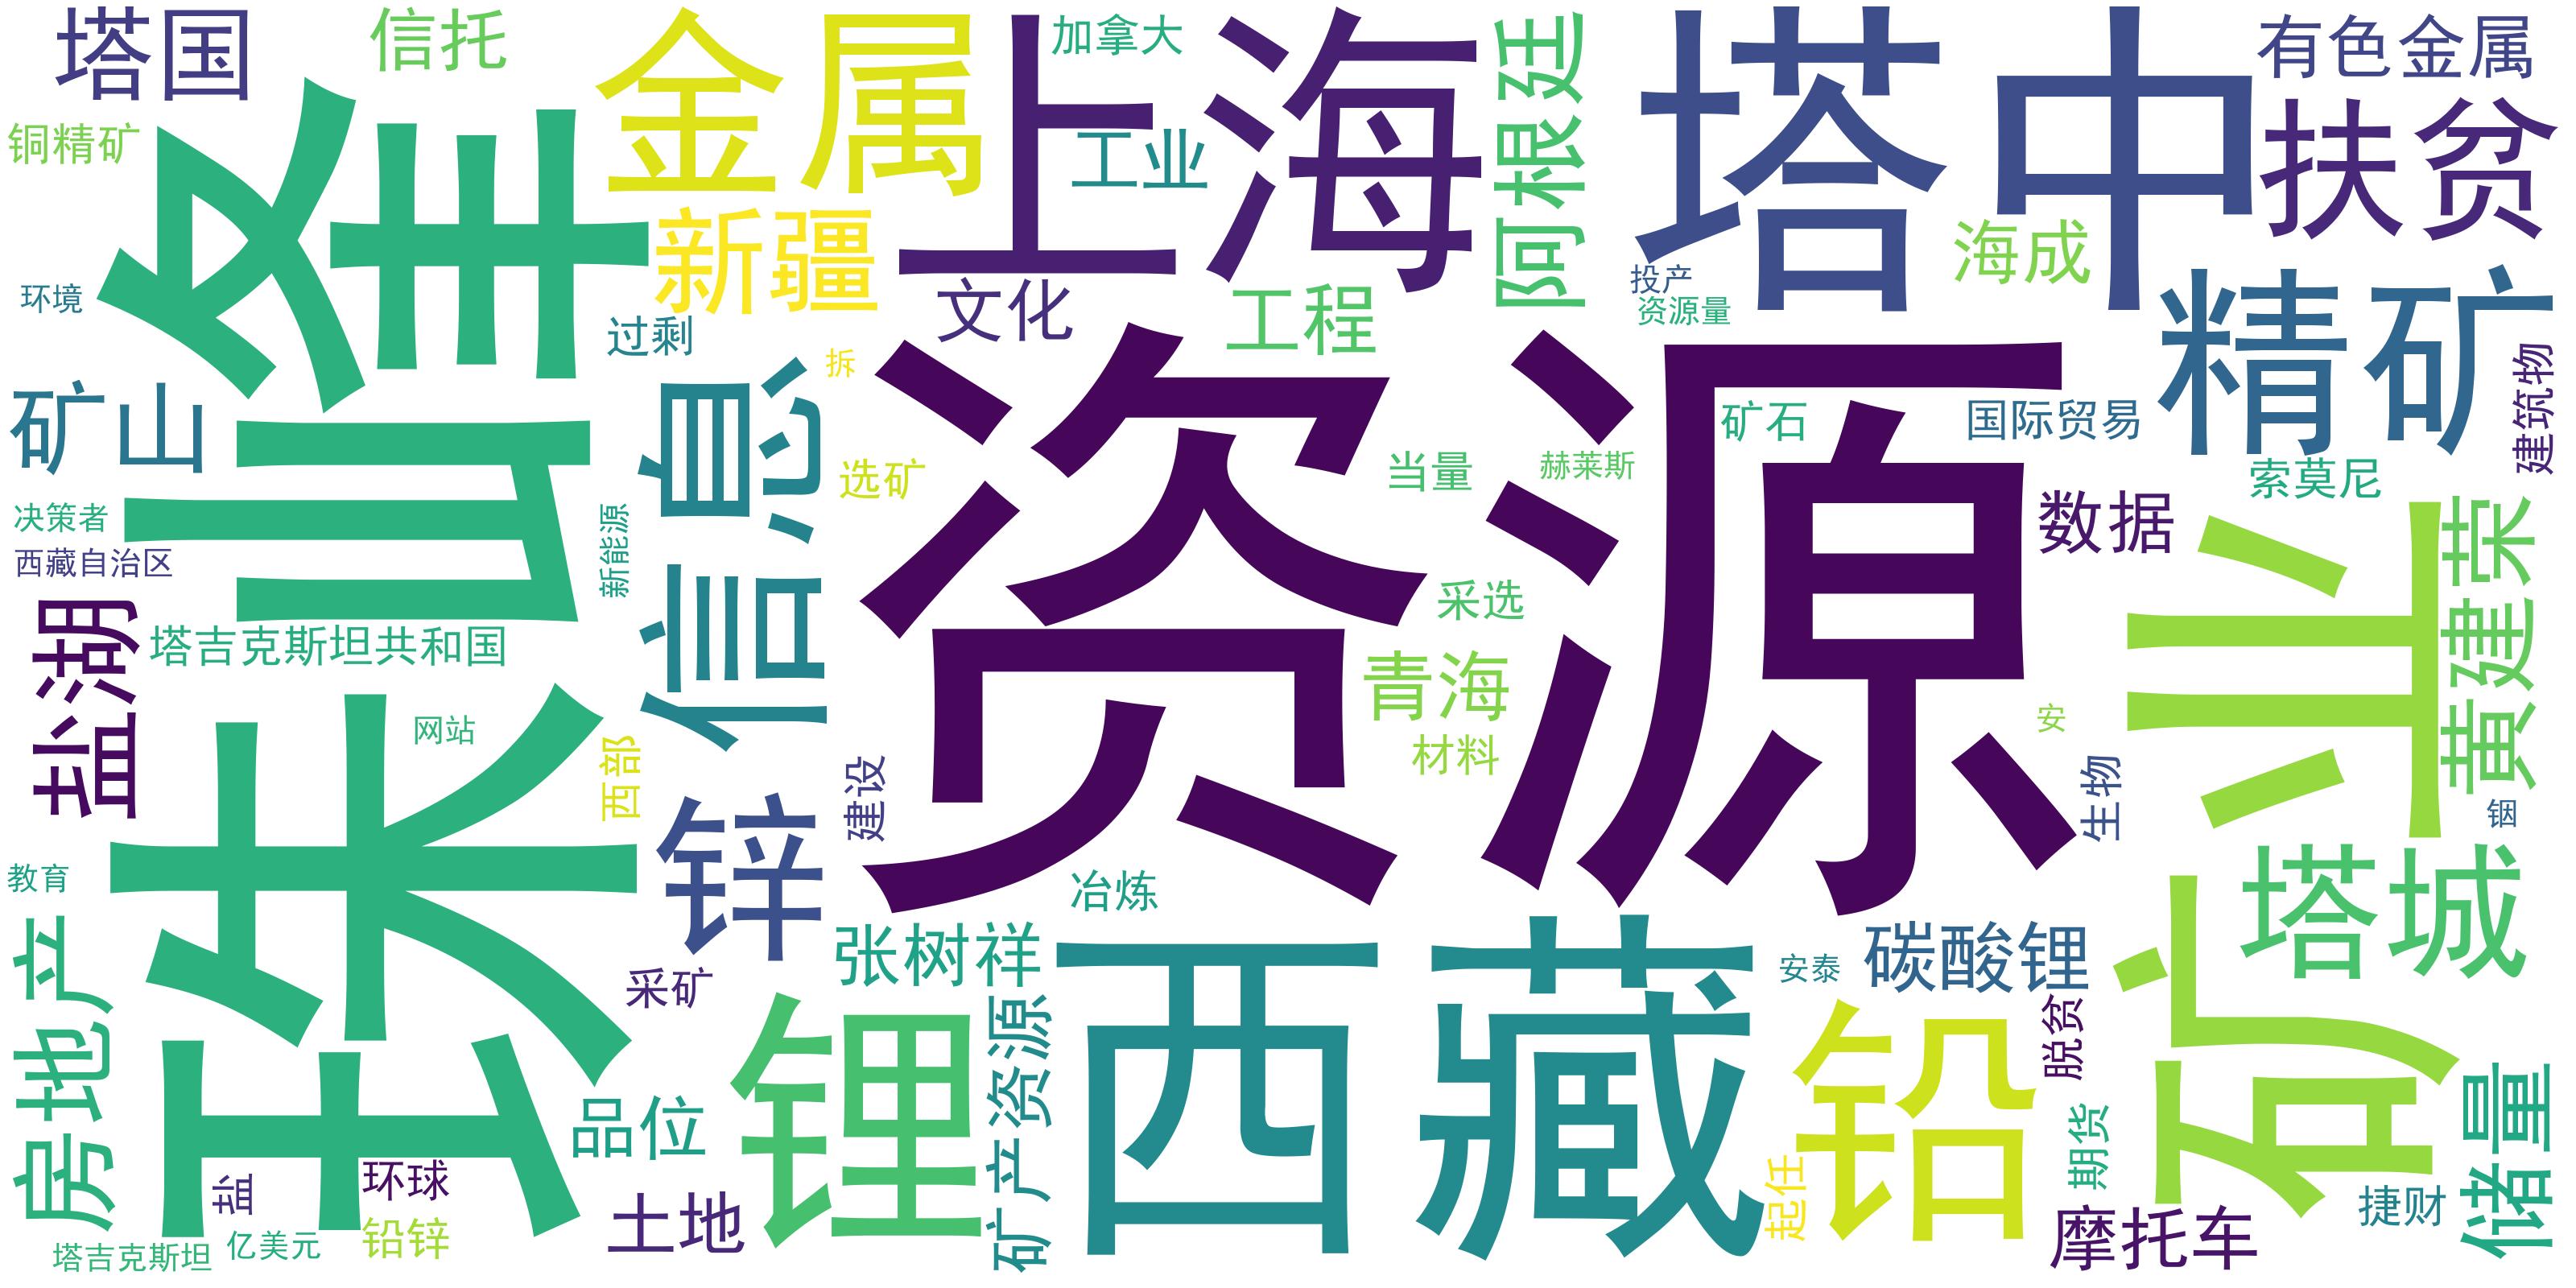 塔国
信托
金属
上海
加拿大
阿根廷
塔中
有色金属
铜精矿
珠峰
工业
扶贫
新疆
海成
环境
过剩
文化
工程
投产
资源量
精矿
拆
资源
建筑物
矿山
信息
选矿
当量
赫莱斯
矿石
国际贸易
索莫尼
决策者
西藏自治区
新能源
数据
矿业
黄建荣
盐湖
塔吉克斯坦共和国
采选
青海
网站
西部
材料
安
建设
生物
锌
铟
教育
冶炼
塔城
房地产
采矿
张树祥
西藏
安泰
碳酸锂
锂
矿产资源
铅
脱贫
储量
品位
期货
盐
环球
土地
起任
捷财
塔吉克斯坦
亿美元
铅锌
摩托车